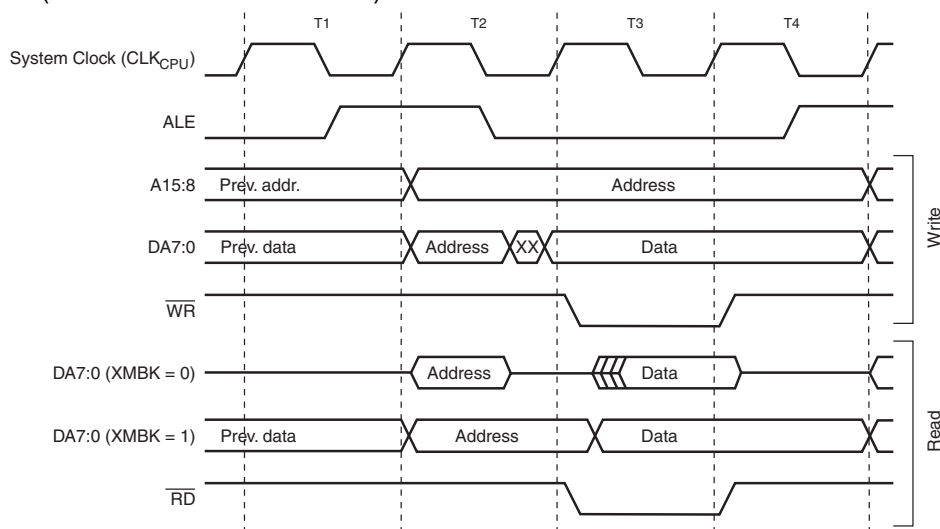 T1 T2 T3 T4
System Clock (CLKCPU)
ALE
A15:8 Prev. addr. Address
DA7:0 Prev. data Address XX Data
WR
Write
DA7:0 (XMBK = 0) Address Data
DA7:0 (XMBK = 1) Prev. data Address Data
RD
Read